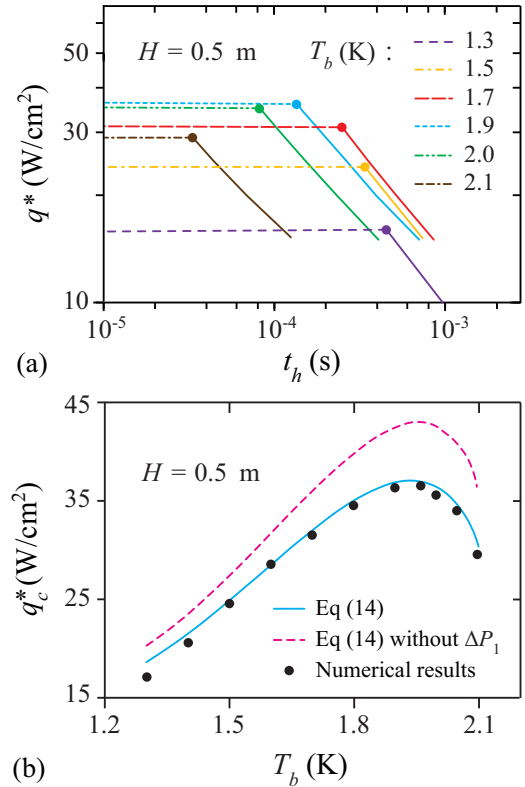 50
30
10
q* (W/cm²)
H = 0.5 m
T_b (K) :
1.3
1.5
1.7
1.9
2.0
2.1
10⁻⁵
10⁻⁴
10⁻³
t_h (s)
(a)
45
35
25
15
q_c* (W/cm²)
H = 0.5 m
Eq (14)
Eq (14) without ΔP₁
Numerical results
1.2
1.5
1.8
2.1
T_b (K)
(b)